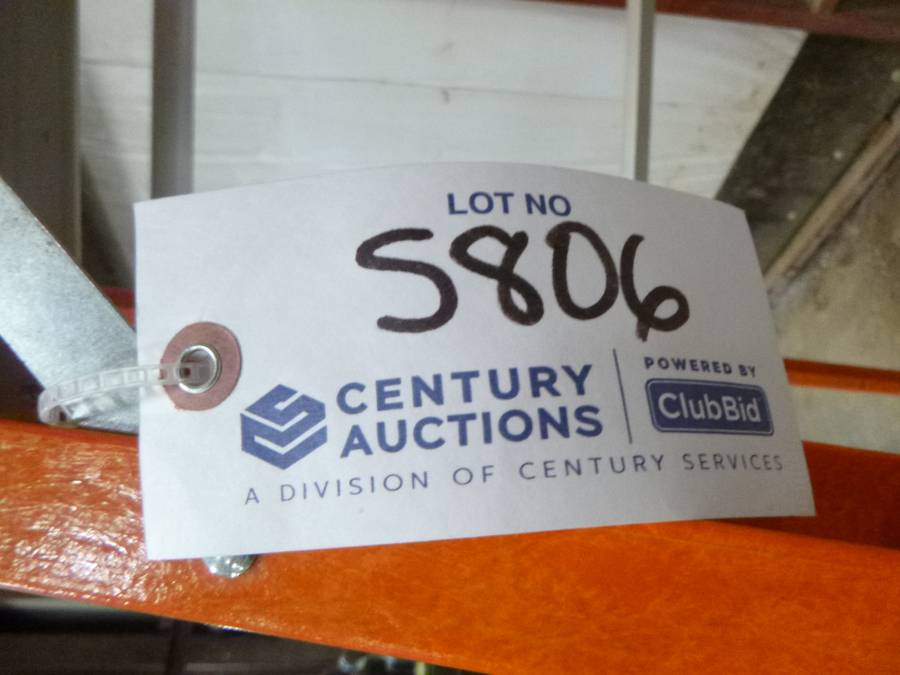 LOT NO
5806
CENTURY
AUCTIONS
POWERED BY
ClubBid
A DIVISION OF CENTURY SERVICES